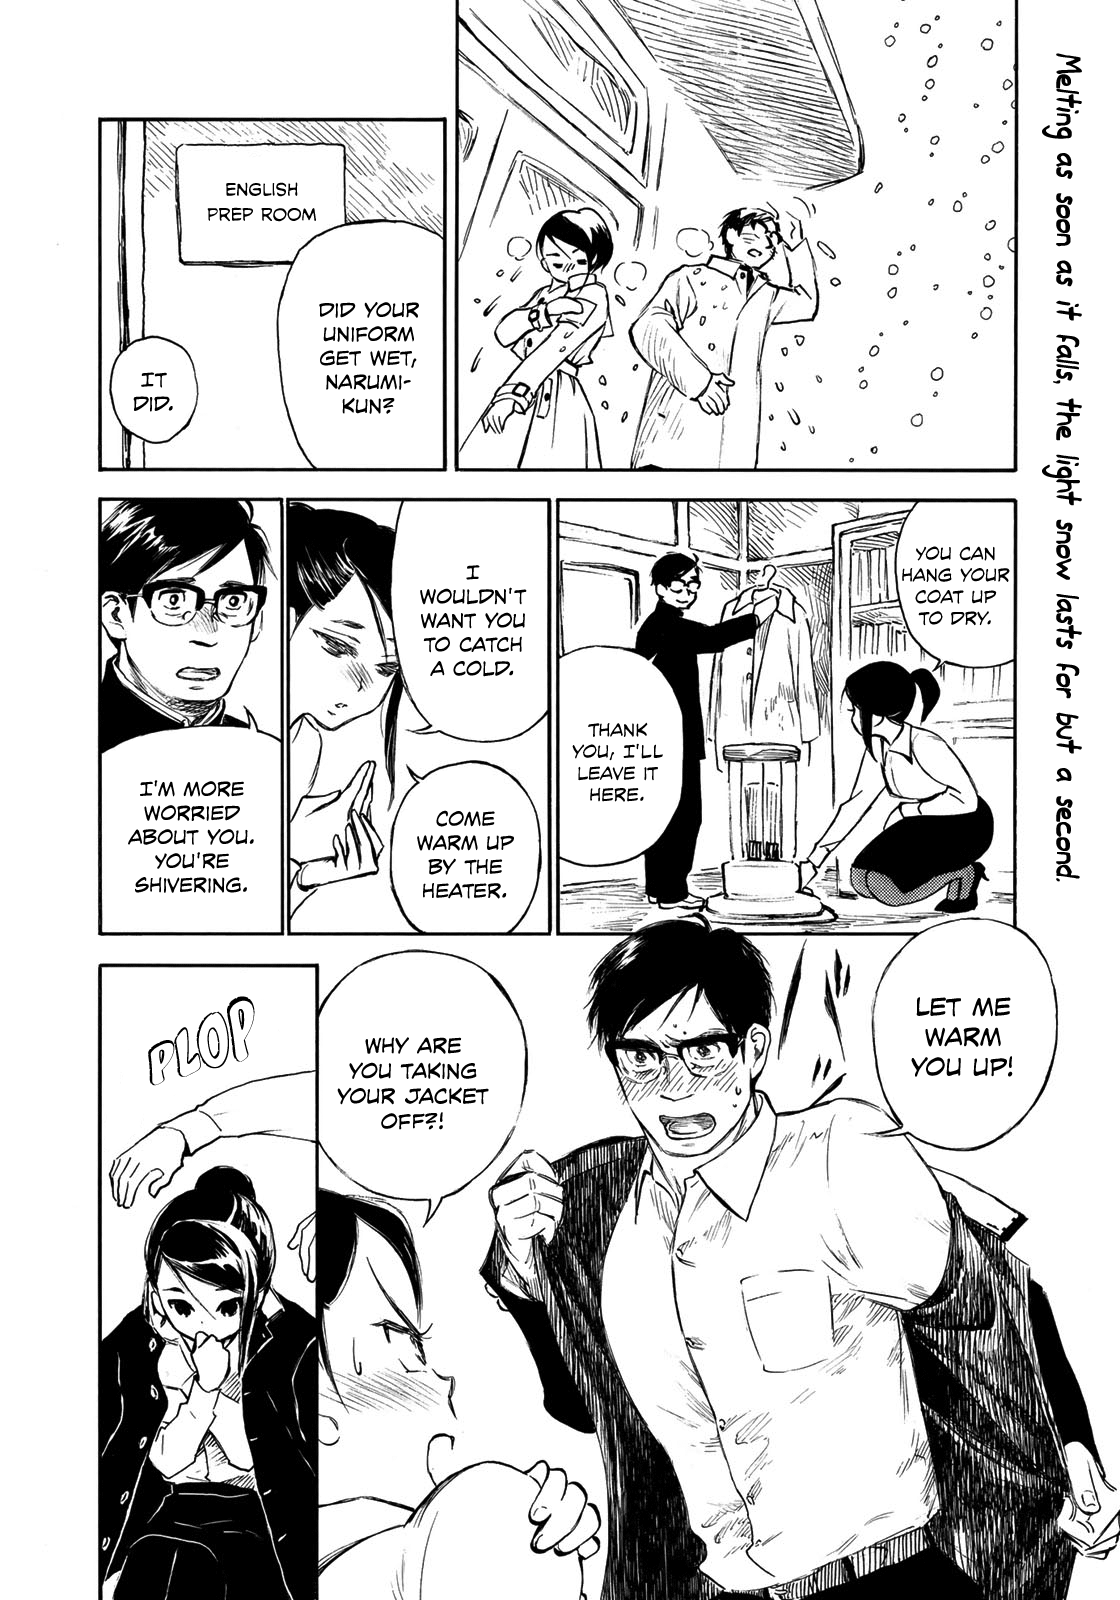 Melting as soon as it falls, the light snow lasts for but a second.
ENGLISH
PREP ROOM
DID YOUR
UNIFORM
GET WET,
NARUMI-
KUN?
IT
DID.
YOU CAN
HANG YOUR
COAT UP
TO DRY.
THANK
YOU, I'LL
LEAVE IT
HERE.
I
WOULDN'T
WANT YOU
TO CATCH
A COLD.
COME
WARM UP
BY THE
HEATER.
I'M MORE
WORRIED
ABOUT YOU.
YOU'RE
SHIVERING.
LET ME
WARM
YOU UP!
WHY ARE
YOU TAKING
YOUR JACKET
OFF?!
PLOP